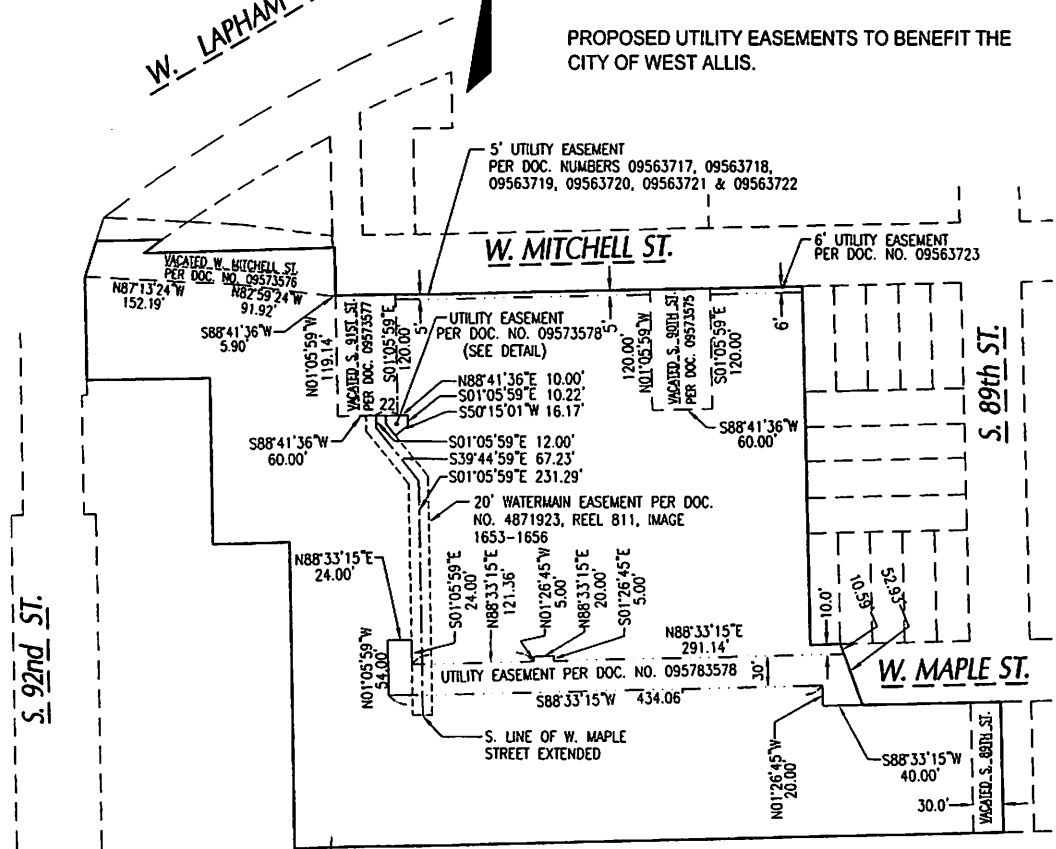 W. LAPHAM
PROPOSED UTILITY EASEMENTS TO BENEFIT THE
CITY OF WEST ALLIS.
5' UTILITY EASEMENT
PER DOC. NUMBERS 09563717, 09563718,
09563719, 09563720, 09563721 & 09563722
W. MITCHELL ST.
6' UTILITY EASEMENT
PER DOC. NO. 09563723
VACATED W. MITCHELL ST.
PER DOC. NO. 09573576
N87°13'24"W
152.19'
N82°59'24"W
91.92'
S88°41'36"W
5.90'
N01°05'59"W
119.14'
VACATED S. 91ST ST.
PER DOC. 09573577
S01°05'59"E
120.00'
5'
UTILITY EASEMENT
PER DOC. NO. 09573578
(SEE DETAIL)
5'
N01°05'59"W
120.00'
VACATED S. 90TH ST.
PER DOC. 09573575
S01°05'59"E
120.00'
6'
S. 89th ST.
N88°41'36"E 10.00'
S01°05'59"E 10.22'
S50°15'01"W 16.17'
22
S88°41'36"W
60.00'
S88°41'36"W
60.00'
S01°05'59"E 12.00'
S39°44'59"E 67.23'
S01°05'59"E 231.29'
20' WATERMAIN EASEMENT PER DOC.
NO. 4871923, REEL 811, IMAGE
1653-1656
N88°33'15"E
24.00'
S01°05'59"E
24.00'
N88°33'15"E
121.36'
N01°26'45"W
5.00'
N88°33'15"E
20.00'
S01°26'45"E
5.00'
N88°33'15"E
291.14'
10.0'
10.59'
52.93'
S. 92nd ST.
N01°05'59"W
54.00'
UTILITY EASEMENT PER DOC. NO. 095783578
30'
W. MAPLE ST.
S88°33'15"W 434.06'
S. LINE OF W. MAPLE
STREET EXTENDED
N01°26'45"W
20.00'
S88°33'15"W
40.00'
VACATED S. 89TH ST.
30.0'